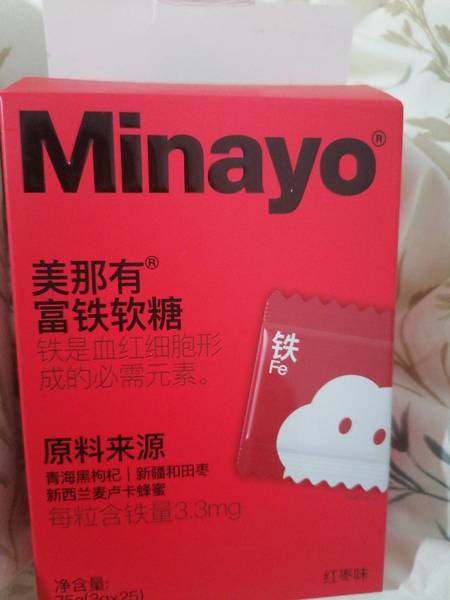 Minayo®
美那有®
富铁软糖
铁是血红细胞形
成的必需元素。
铁
Fe
原料来源
青海黑枸杞｜新疆和田枣
新西兰麦卢卡蜂蜜
每粒含铁量3.3mg
净含量:
75g(3g×25)
红枣味